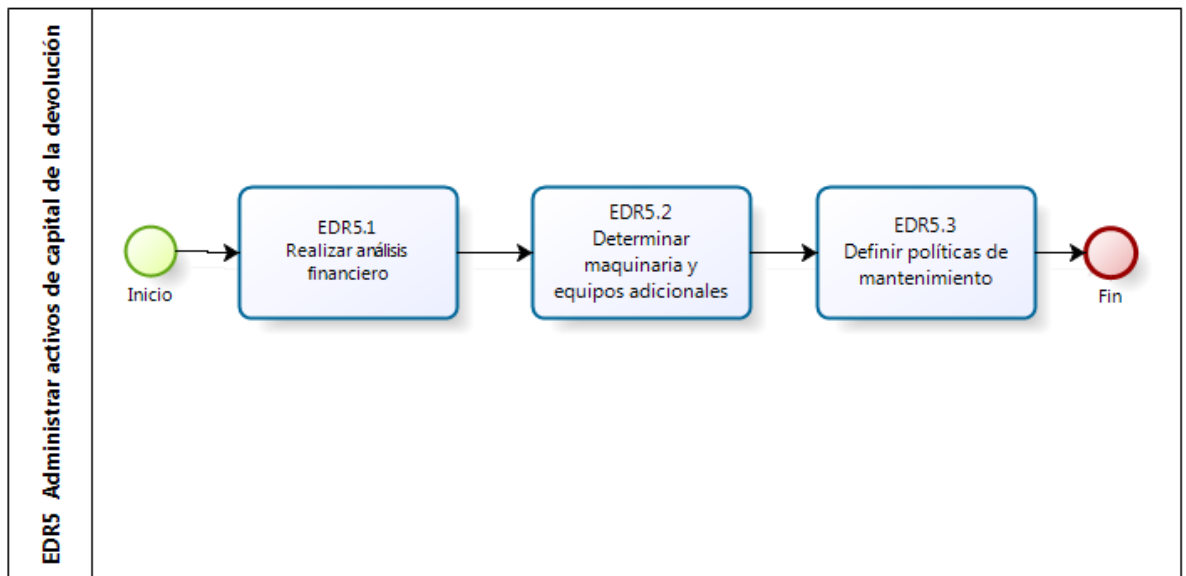 EDR5 Administrar activos de capital de la devolución
Inicio
EDR5.1
Realizar análisis
financiero
EDR5.2
Determinar
maquinaria y
equipos adicionales
EDR5.3
Definir políticas de
mantenimiento
Fin